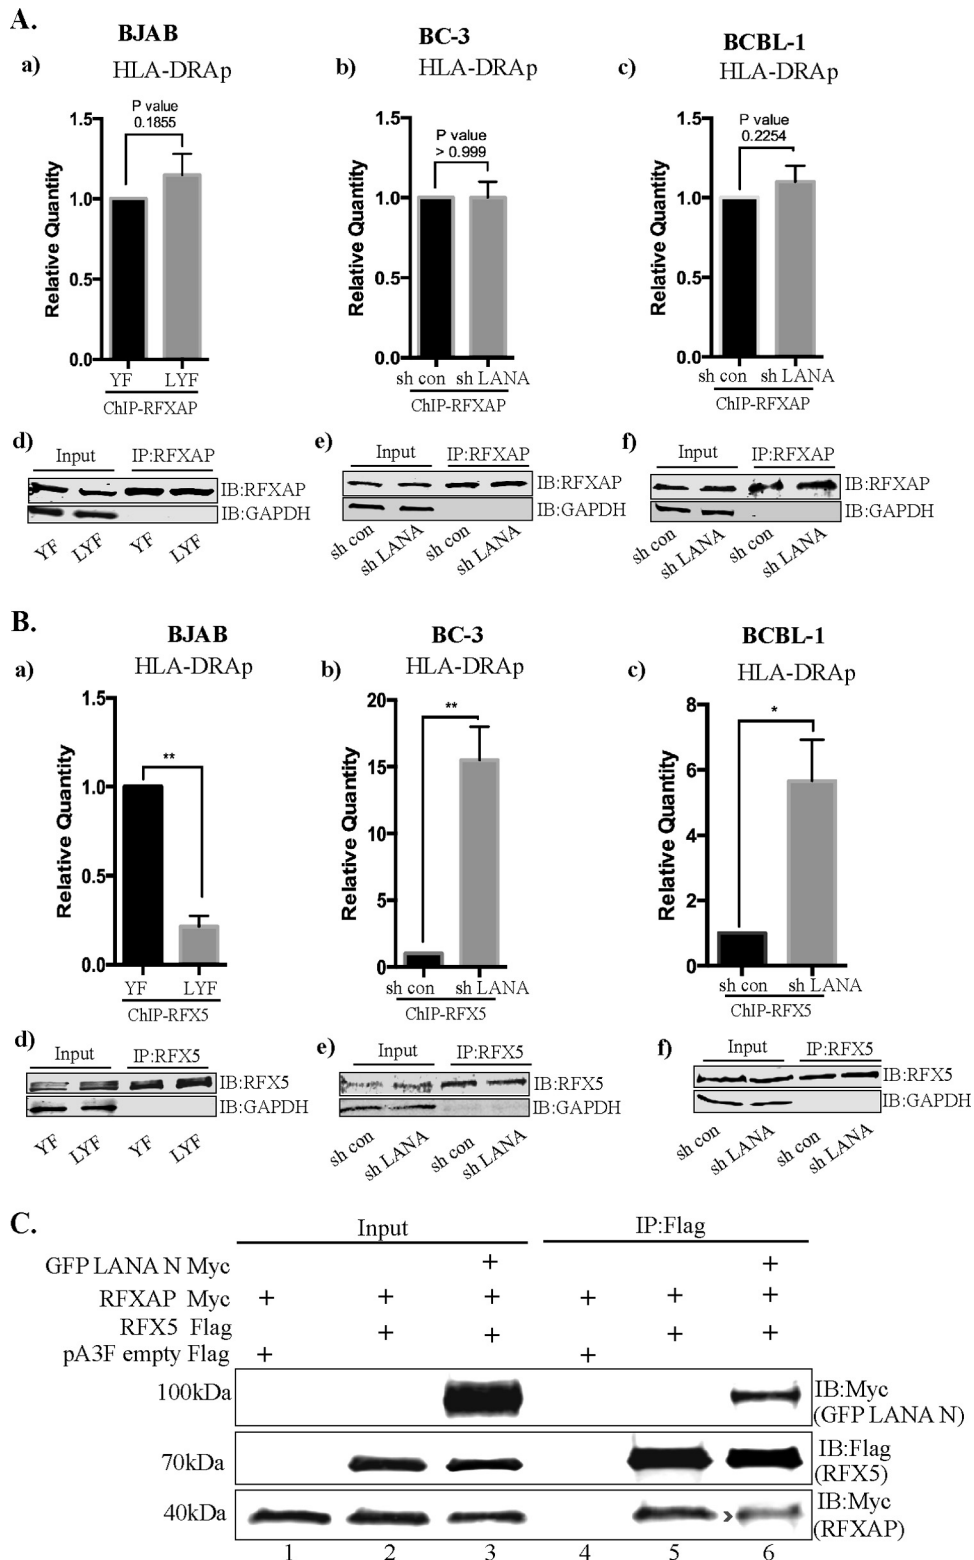 A.
BJAB
BC-3
BCBL-1
a) HLA-DRAp
b) HLA-DRAp
c) HLA-DRAp
P value
0.1855
Relative Quantity
1.5
1.0
0.5
0.0
YF LYF
ChIP-RFXAP
P value
> 0.999
Relative Quantity
1.5
1.0
0.5
0.0
sh con sh LANA
ChIP-RFXAP
P value
0.2254
Relative Quantity
1.5
1.0
0.5
0.0
sh con sh LANA
ChIP-RFXAP
d)
Input IP:RFXAP
IB:RFXAP
IB:GAPDH
YF LYF YF LYF
e)
Input IP:RFXAP
IB:RFXAP
IB:GAPDH
sh con sh LANA sh con sh LANA
f)
Input IP:RFXAP
IB:RFXAP
IB:GAPDH
sh con sh LANA sh con sh LANA
B.
BJAB
BC-3
BCBL-1
a) HLA-DRAp
b) HLA-DRAp
c) HLA-DRAp
**
Relative Quantity
1.5
1.0
0.5
0.0
YF LYF
ChIP-RFX5
**
Relative Quantity
20
15
10
5
0
sh con sh LANA
ChIP-RFX5
*
Relative Quantity
8
6
4
2
0
sh con sh LANA
ChIP-RFX5
d)
Input IP:RFX5
IB:RFX5
IB:GAPDH
YF LYF YF LYF
e)
Input IP:RFX5
IB:RFX5
IB:GAPDH
sh con sh LANA sh con sh LANA
f)
Input IP:RFX5
IB:RFX5
IB:GAPDH
sh con sh LANA sh con sh LANA
C.
Input IP:Flag
GFP LANA N Myc + +
RFXAP Myc + + + + + +
RFX5 Flag + + + +
pA3F empty Flag + +
100kDa IB:Myc
(GFP LANA N)
70kDa IB:Flag
(RFX5)
40kDa IB:Myc
(RFXAP)
1 2 3 4 5 6